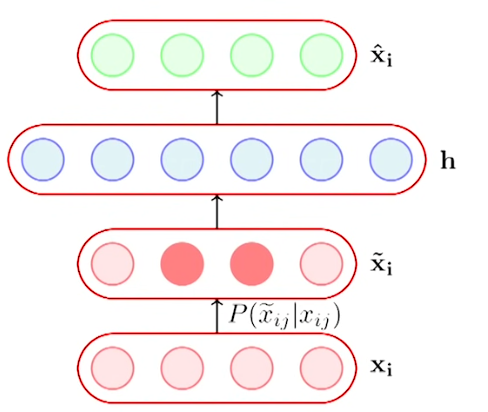 x̂ᵢ
h
x̃ᵢ
P(x̃ᵢⱼ|xᵢⱼ)
xᵢ